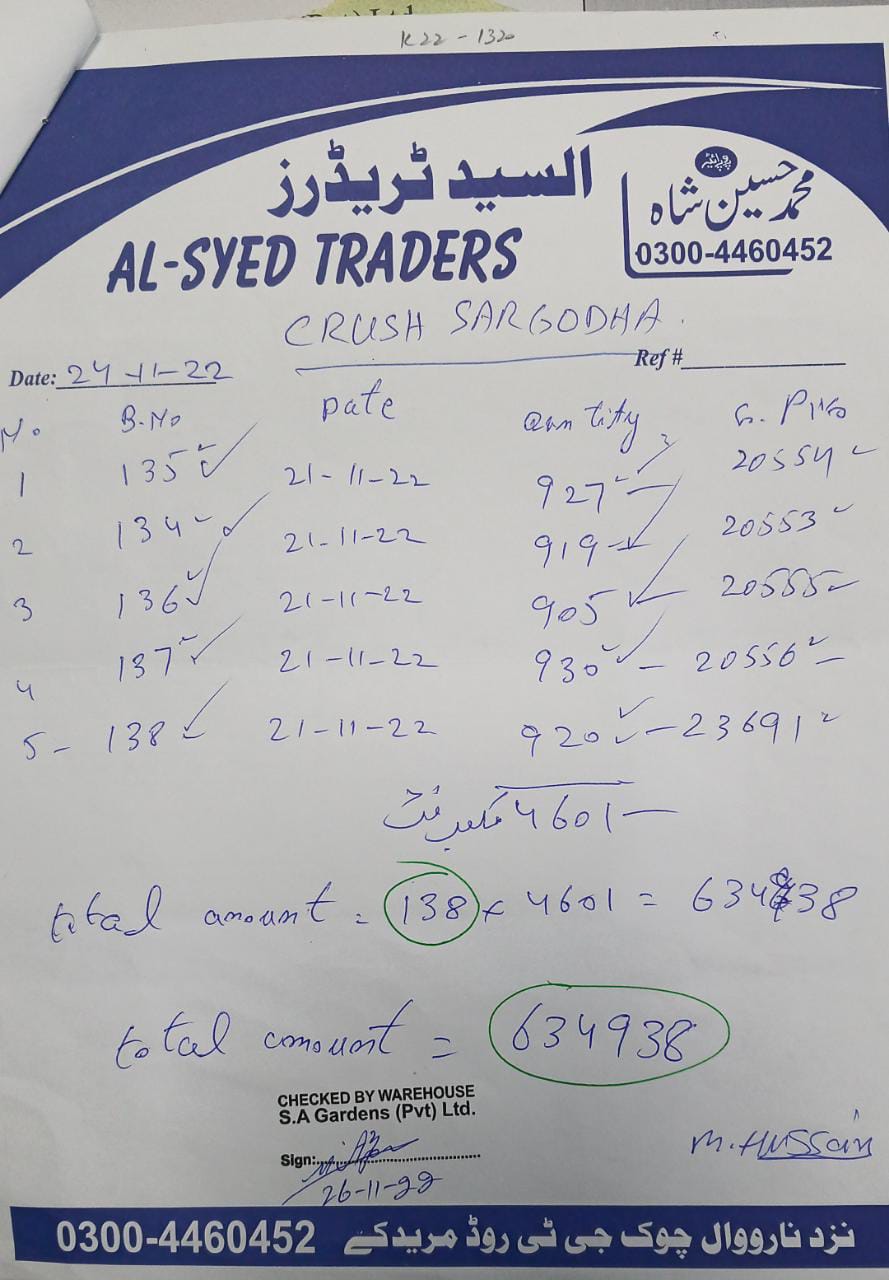 K22-1320
السید ٹریڈرز
پروپرائیٹر
محمد حسین شاہ
0300-4460452
AL-SYED TRADERS
CRUSH SARGODHA.
Date: 24-11-22 Ref #
No B.No Date Quantity G.
1 135 21-11-22 927 20554
2 134 21-11-22 919 20553
3 136 21-11-22 905 20555
4 137 21-11-22 930 - 20556
5- 138 21-11-22 920 - 23691
4601 مکعب فٹ
total amount = 138 x 4601 = 634938
total amount = 634938
CHECKED BY WAREHOUSE
S.A Gardens (Pvt) Ltd.
Sign:
26-11-22
M.Hussain
0300-4460452 نزد نارووال چوک جی ٹی روڈ مریدکے